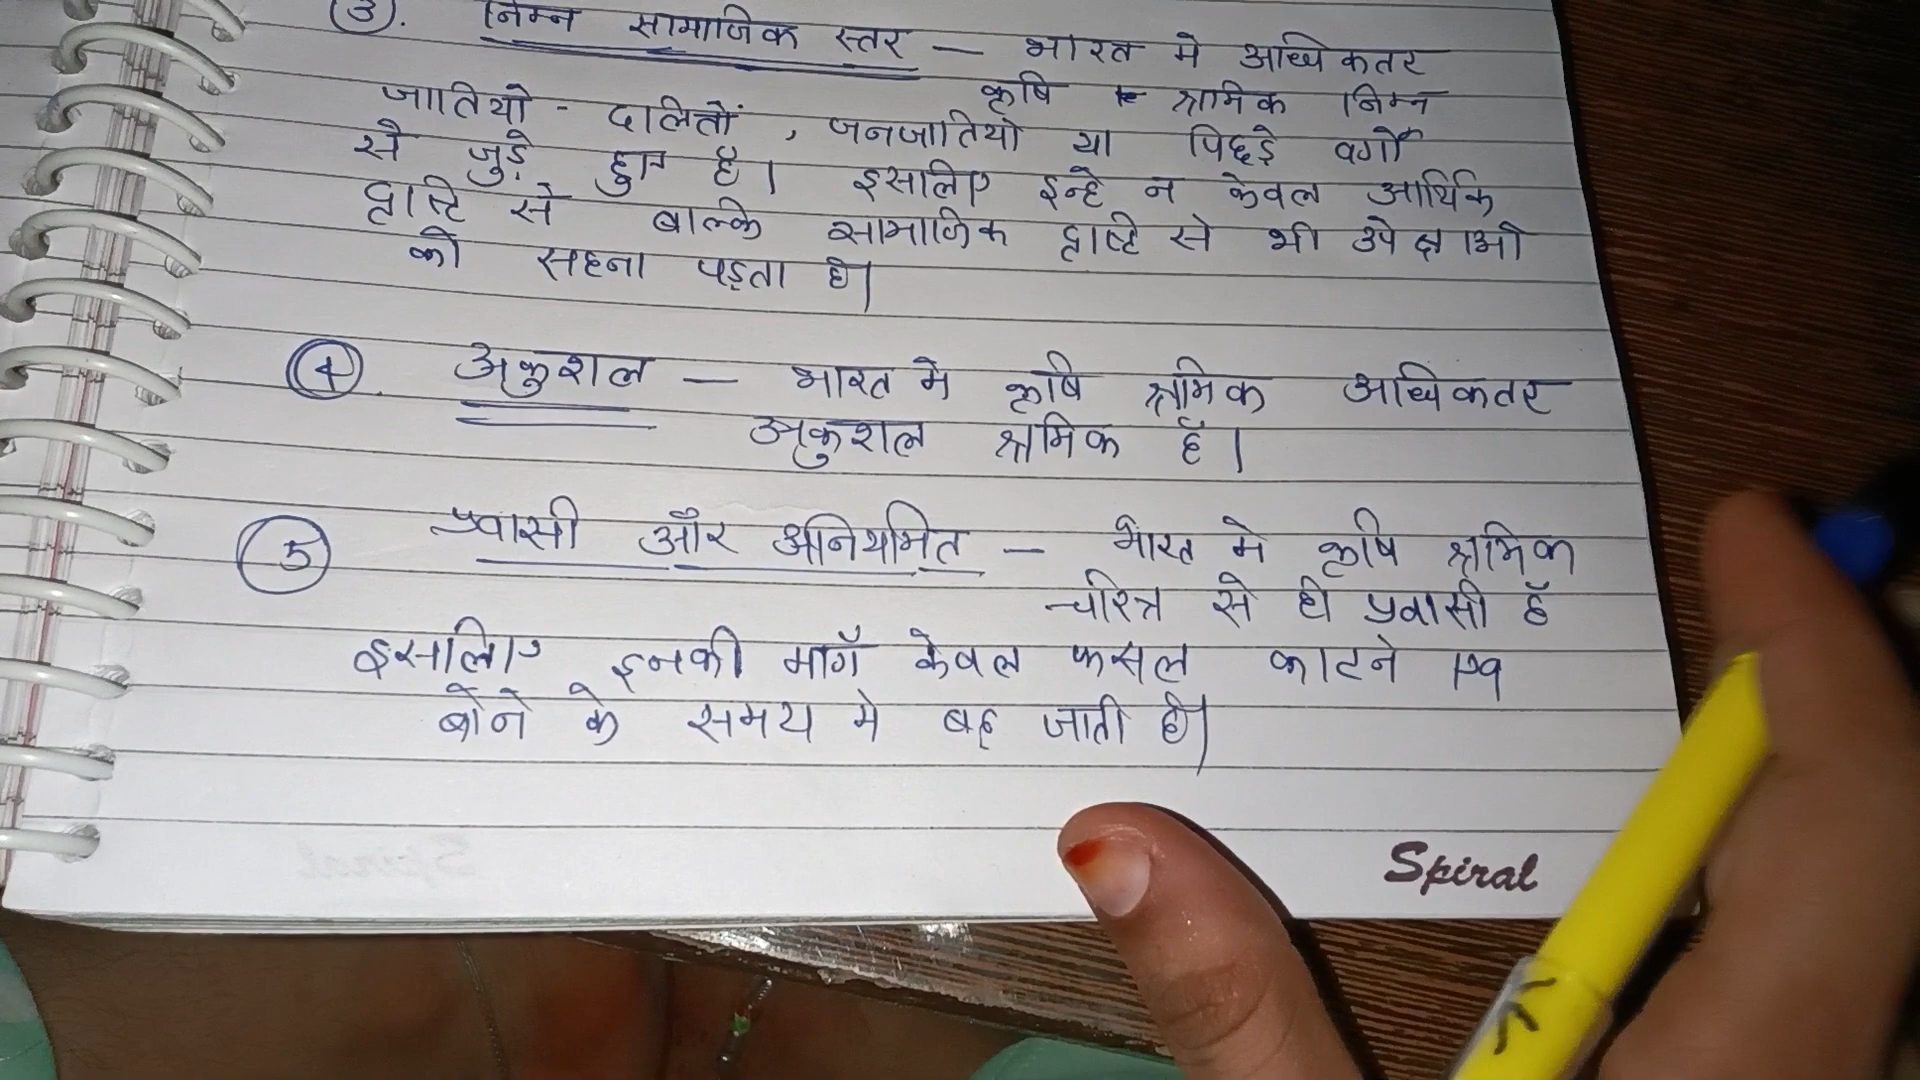 3. निम्न सामाजिक स्तर — भारत मे अधिकतर
कृषि श्रमिक निम्न
जातियो - दलितों, जनजातियो या पिछड़े वर्गों
से जुड़े हुए है। इसलिए इन्हे न केवल आर्थिक
दृष्टि से बल्कि सामाजिक दृष्टि से भी उपेक्षाओ
को सहना पड़ता है।
4. अकुशल — भारत मे कृषि श्रमिक अधिकतर
अकुशल श्रमिक हैं।
5 प्रवासी और अनियमित — भारत मे कृषि श्रमिक
चरित्र से ही प्रवासी हैं
इसलिए इनकी माँग केवल फसल काटने एव
बोने के समय मे बढ़ जाती है।
Spiral